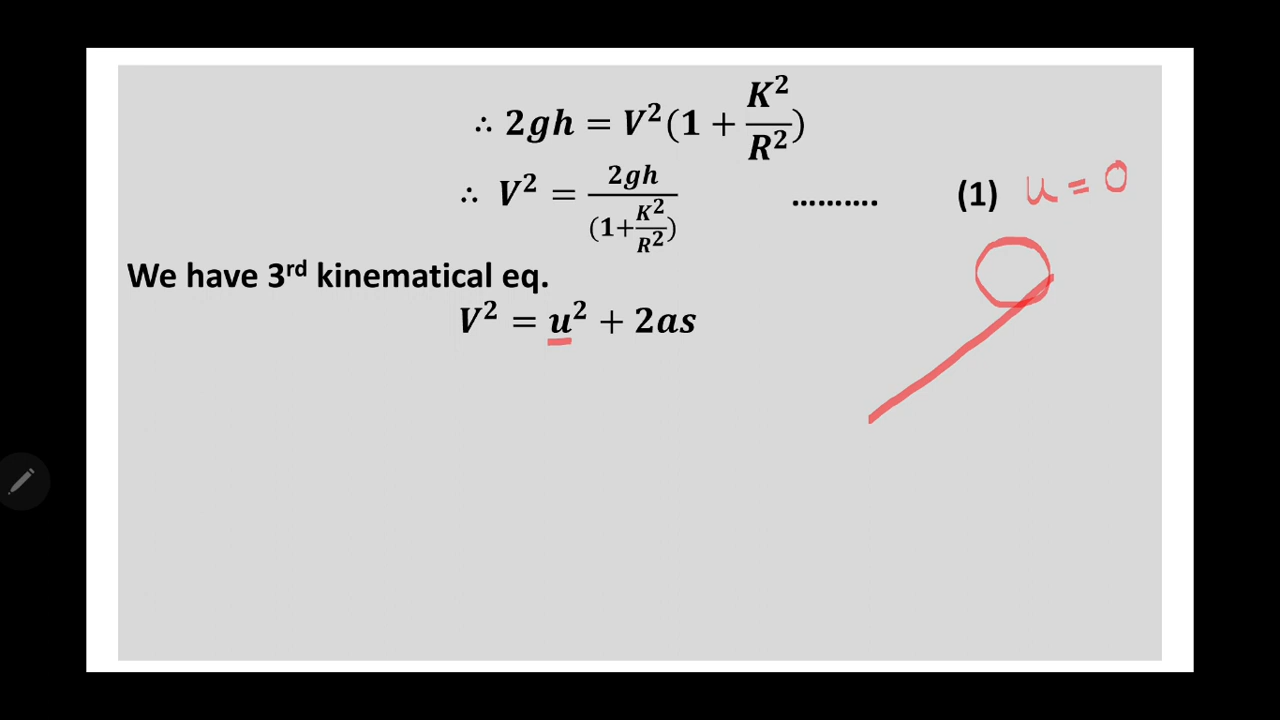 ∴ 2gh = V²(1 + K²/R²)
∴ V² = 2gh/(1+K²/R²) .......... (1) u = 0
We have 3rd kinematical eq.
V² = u² + 2as